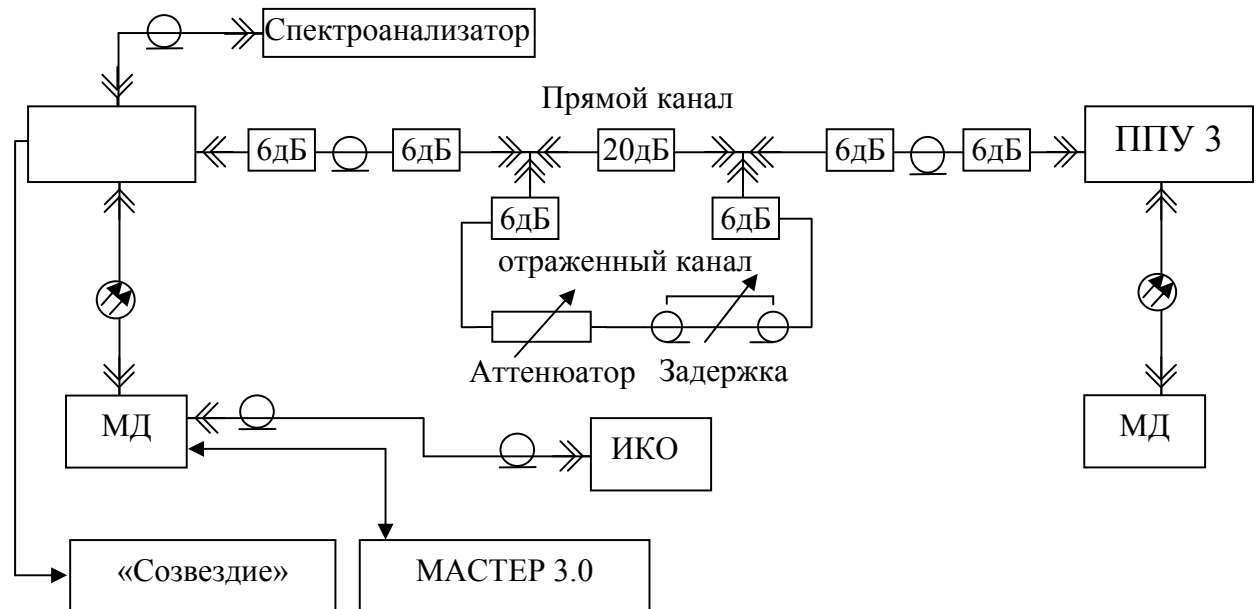 Спектроанализатор
Прямой канал
6дБ 6дБ 20дБ 6дБ 6дБ ППУ 3
6дБ 6дБ
отраженный канал
Аттенюатор Задержка
МД ИКО МД
«Созвездие» МАСТЕР 3.0